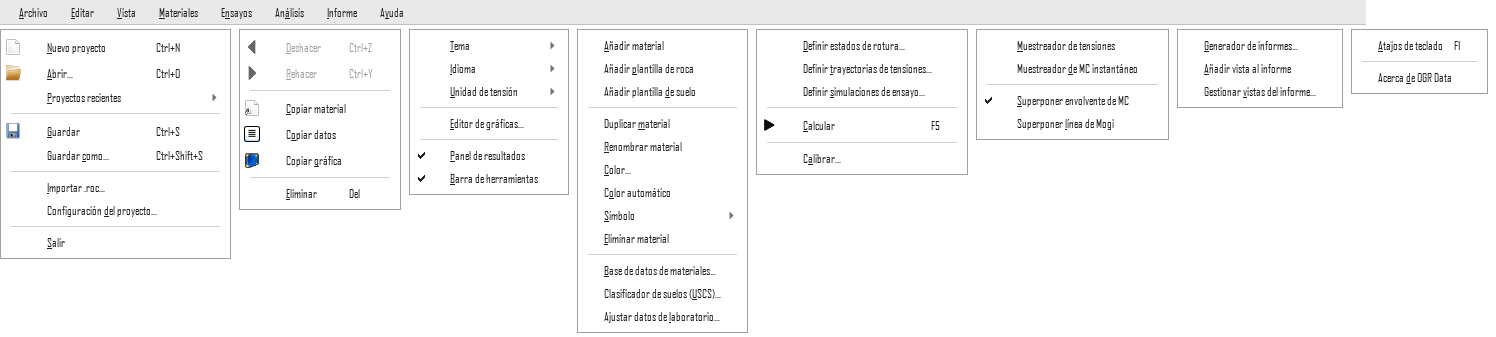 Archivo Editar Vista Materiales Ensayos Análisis Informe Ayuda
Nuevo proyecto Ctrl+N
Abrir... Ctrl+O
Proyectos recientes
Guardar Ctrl+S
Guardar como... Ctrl+Shift+S
Importar .roc...
Configuración del proyecto...
Salir
Deshacer Ctrl+Z
Rehacer Ctrl+Y
Copiar material
Copiar datos
Copiar gráfica
Eliminar Del
Tema
Idioma
Unidad de tensión
Editor de gráficas...
Panel de resultados
Barra de herramientas
Añadir material
Añadir plantilla de roca
Añadir plantilla de suelo
Duplicar material
Renombrar material
Color...
Color automático
Símbolo
Eliminar material
Base de datos de materiales...
Clasificador de suelos (USCS)...
Ajustar datos de laboratorio...
Definir estados de rotura...
Definir trayectorias de tensiones...
Definir simulaciones de ensayo...
Calcular F5
Calibrar...
Muestreador de tensiones
Muestreador de MC instantáneo
Superponer envolvente de MC
Superponer línea de Mogi
Generador de informes...
Añadir vista al informe
Gestionar vistas del informe...
Atajos de teclado F1
Acerca de OGR Data